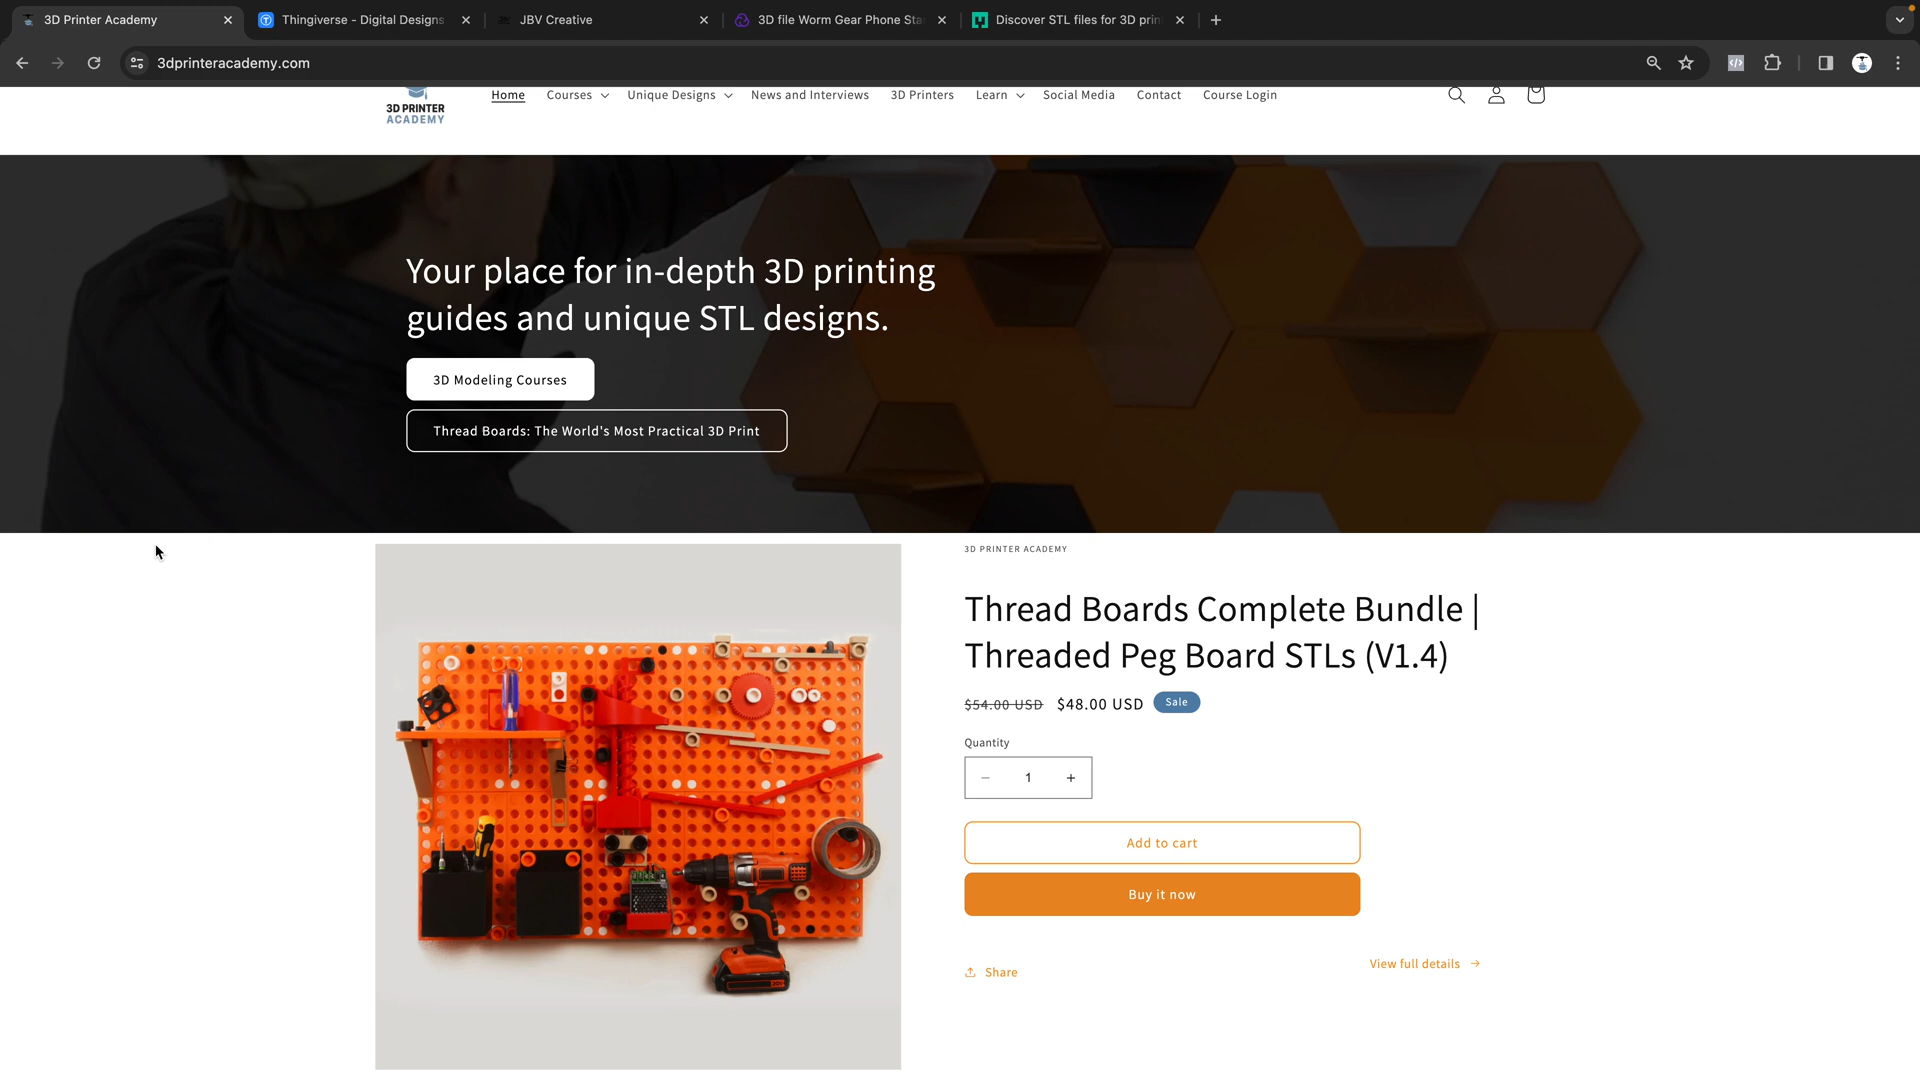 3D Printer Academy
Thingiverse - Digital Designs
JBV Creative
3D file Worm Gear Phone Sta
Discover STL files for 3D prin
3dprinteracademy.com
3D PRINTER
ACADEMY
Home
Courses
Unique Designs
News and Interviews
3D Printers
Learn
Social Media
Contact
Course Login
Your place for in-depth 3D printing
guides and unique STL designs.
3D Modeling Courses
Thread Boards: The World's Most Practical 3D Print
3D PRINTER ACADEMY
Thread Boards Complete Bundle |
Threaded Peg Board STLs (V1.4)
$54.00 USD $48.00 USD Sale
Quantity
− 1 +
Add to cart
Buy it now
View full details →
Share